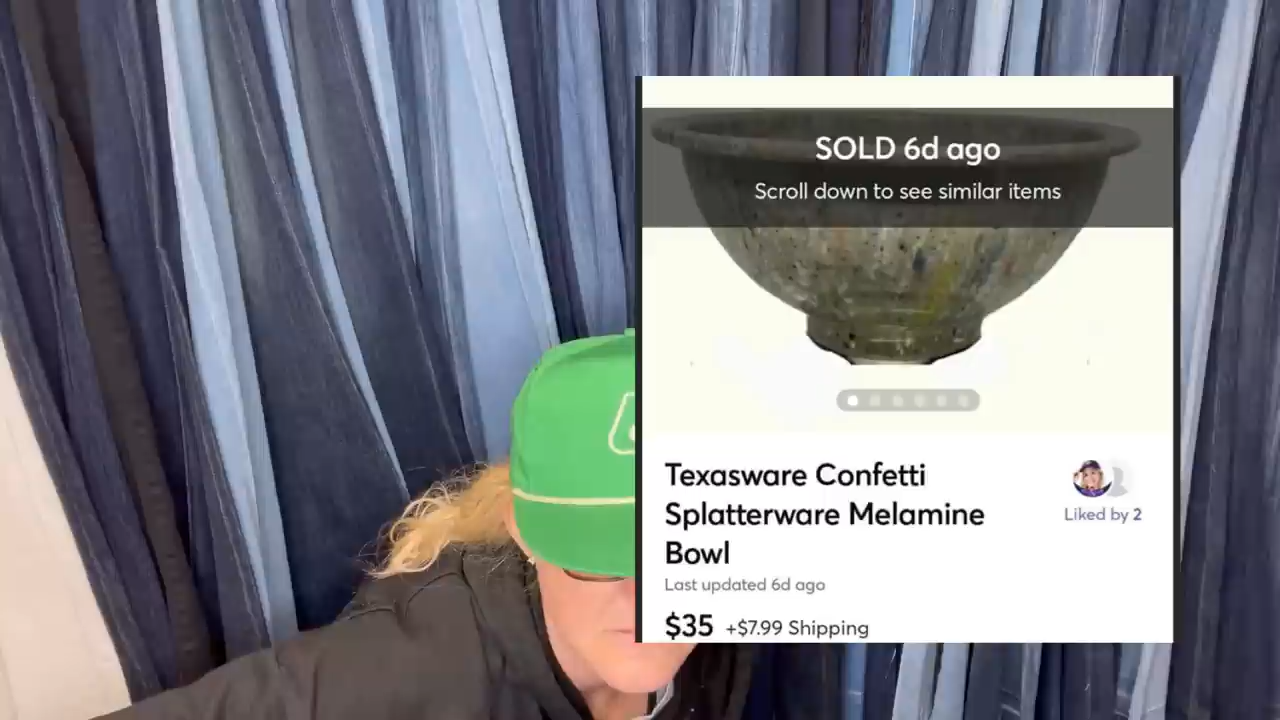 SOLD 6d ago
Scroll down to see similar items
Texasware Confetti
Splatterware Melamine
Bowl
Liked by 2
Last updated 6d ago
$35 +$7.99 Shipping